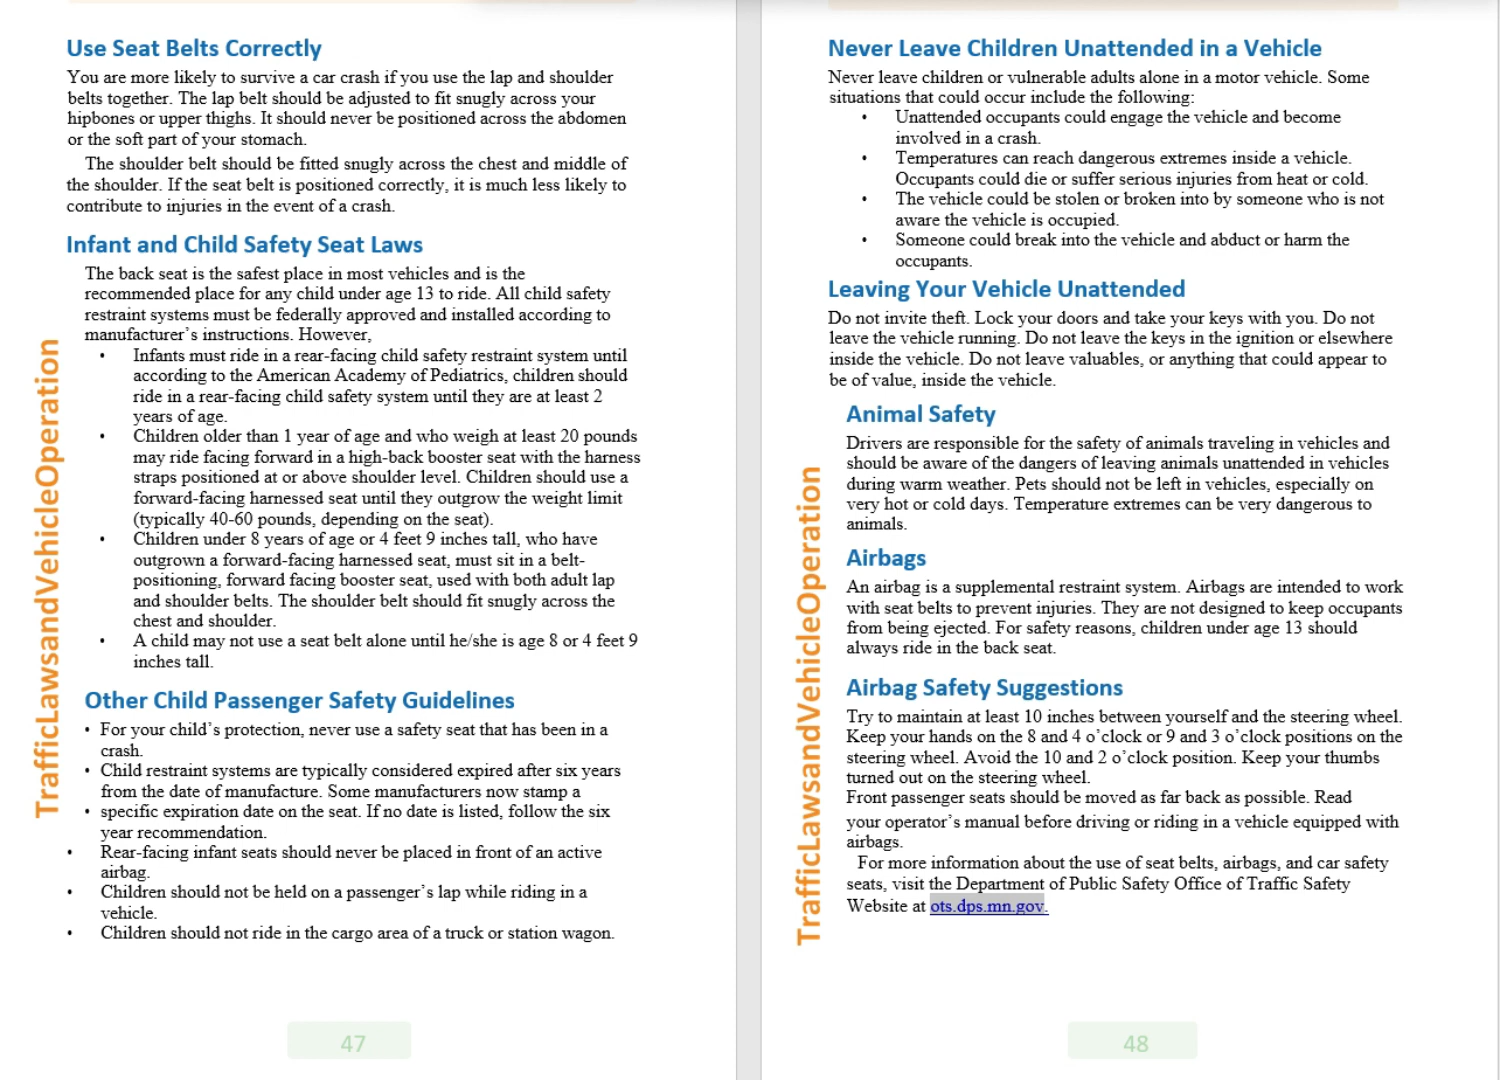 Use Seat Belts Correctly
You are more likely to survive a car crash if you use the lap and shoulder
belts together. The lap belt should be adjusted to fit snugly across your
hipbones or upper thighs. It should never be positioned across the abdomen
or the soft part of your stomach.
The shoulder belt should be fitted snugly across the chest and middle of
the shoulder. If the seat belt is positioned correctly, it is much less likely to
contribute to injuries in the event of a crash.
Infant and Child Safety Seat Laws
The back seat is the safest place in most vehicles and is the
recommended place for any child under age 13 to ride. All child safety
restraint systems must be federally approved and installed according to
manufacturer's instructions. However,
• Infants must ride in a rear-facing child safety restraint system until
according to the American Academy of Pediatrics, children should
ride in a rear-facing child safety system until they are at least 2
years of age.
• Children older than 1 year of age and who weigh at least 20 pounds
may ride facing forward in a high-back booster seat with the harness
straps positioned at or above shoulder level. Children should use a
forward-facing harnessed seat until they outgrow the weight limit
(typically 40-60 pounds, depending on the seat).
• Children under 8 years of age or 4 feet 9 inches tall, who have
outgrown a forward-facing harnessed seat, must sit in a belt-
positioning, forward facing booster seat, used with both adult lap
and shoulder belts. The shoulder belt should fit snugly across the
chest and shoulder.
• A child may not use a seat belt alone until he/she is age 8 or 4 feet 9
inches tall.
Other Child Passenger Safety Guidelines
• For your child's protection, never use a safety seat that has been in a
crash.
• Child restraint systems are typically considered expired after six years
from the date of manufacture. Some manufacturers now stamp a
• specific expiration date on the seat. If no date is listed, follow the six
year recommendation.
• Rear-facing infant seats should never be placed in front of an active
airbag.
• Children should not be held on a passenger's lap while riding in a
vehicle.
• Children should not ride in the cargo area of a truck or station wagon.
TrafficLawsandVehicleOperation
47
Never Leave Children Unattended in a Vehicle
Never leave children or vulnerable adults alone in a motor vehicle. Some
situations that could occur include the following:
• Unattended occupants could engage the vehicle and become
involved in a crash.
• Temperatures can reach dangerous extremes inside a vehicle.
Occupants could die or suffer serious injuries from heat or cold.
• The vehicle could be stolen or broken into by someone who is not
aware the vehicle is occupied.
• Someone could break into the vehicle and abduct or harm the
occupants.
Leaving Your Vehicle Unattended
Do not invite theft. Lock your doors and take your keys with you. Do not
leave the vehicle running. Do not leave the keys in the ignition or elsewhere
inside the vehicle. Do not leave valuables, or anything that could appear to
be of value, inside the vehicle.
Animal Safety
Drivers are responsible for the safety of animals traveling in vehicles and
should be aware of the dangers of leaving animals unattended in vehicles
during warm weather. Pets should not be left in vehicles, especially on
very hot or cold days. Temperature extremes can be very dangerous to
animals.
Airbags
An airbag is a supplemental restraint system. Airbags are intended to work
with seat belts to prevent injuries. They are not designed to keep occupants
from being ejected. For safety reasons, children under age 13 should
always ride in the back seat.
Airbag Safety Suggestions
Try to maintain at least 10 inches between yourself and the steering wheel.
Keep your hands on the 8 and 4 o'clock or 9 and 3 o'clock positions on the
steering wheel. Avoid the 10 and 2 o'clock position. Keep your thumbs
turned out on the steering wheel.
Front passenger seats should be moved as far back as possible. Read
your operator's manual before driving or riding in a vehicle equipped with
airbags.
For more information about the use of seat belts, airbags, and car safety
seats, visit the Department of Public Safety Office of Traffic Safety
Website at ots.dps.mn.gov.
TrafficLawsandVehicleOperation
48